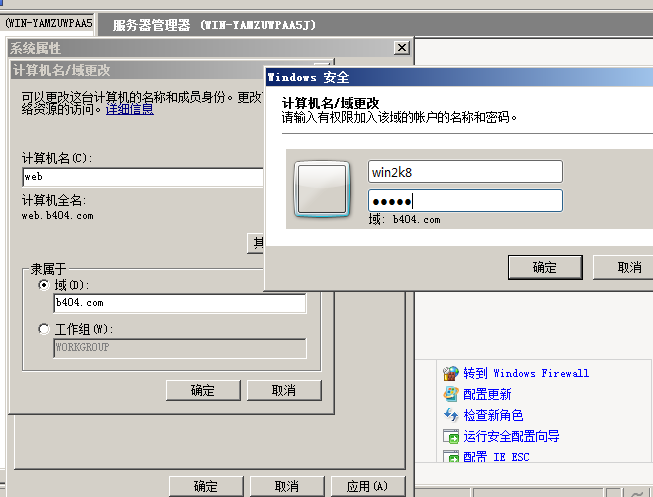 (WIN-YAMZUWPAA5
服务器管理器 (WIN-YAMZUWPAA5J)
系统属性
计算机名/域更改
可以更改这台计算机的名称和成员身份。更改
络资源的访问。详细信息
计算机名(C):
web
计算机全名:
web.b404.com
隶属于
域(D):
b404.com
工作组(W):
WORKGROUP
确定
取消
确定
取消
应用(A)
Windows 安全
计算机名/域更改
请输入有权限加入该域的帐户的名称和密码。
win2k8
●●●●●
域: b404.com
确定
取消
转到 Windows Firewall
配置更新
检查新角色
运行安全配置向导
配置 IE ESC